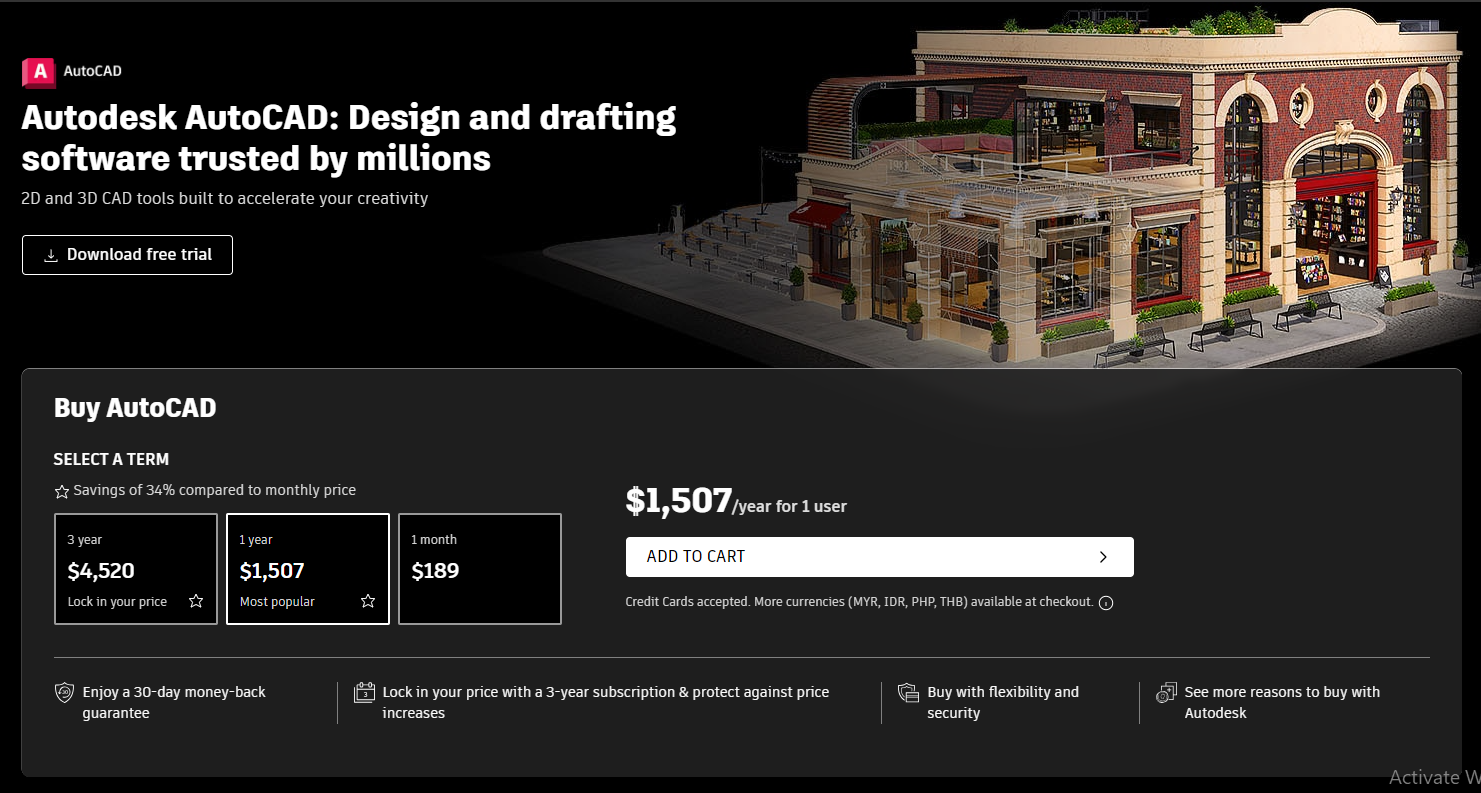 A AutoCAD
Autodesk AutoCAD: Design and drafting
software trusted by millions
2D and 3D CAD tools built to accelerate your creativity
Download free trial
Buy AutoCAD
SELECT A TERM
Savings of 34% compared to monthly price
3 year
$4,520
Lock in your price
1 year
$1,507
Most popular
1 month
$189
$1,507/year for 1 user
ADD TO CART
Credit Cards accepted. More currencies (MYR, IDR, PHP, THB) available at checkout.
Enjoy a 30-day money-back
guarantee
Lock in your price with a 3-year subscription & protect against price
increases
Buy with flexibility and
security
See more reasons to buy with
Autodesk
Activate W